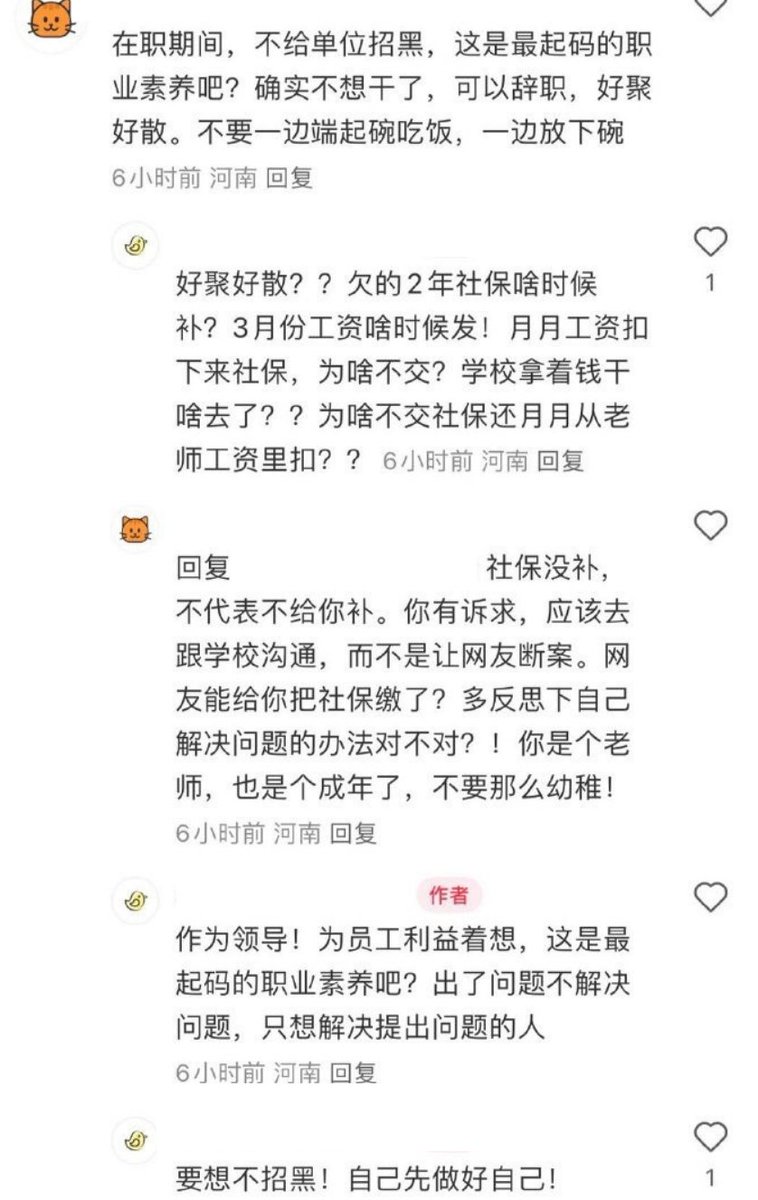 在职期间，不给单位招黑，这是最起码的职
业素养吧？确实不想干了，可以辞职，好聚
好散。不要一边端起碗吃饭，一边放下碗
6小时前 河南 回复
好聚好散？？欠的2年社保啥时候
补？3月份工资啥时候发！月月工资扣
下来社保，为啥不交？学校拿着钱干
啥去了？？为啥不交社保还月月从老
师工资里扣？？ 6小时前 河南 回复
1
回复 社保没补，
不代表不给你补。你有诉求，应该去
跟学校沟通，而不是让网友断案。网
友能给你把社保缴了？多反思下自己
解决问题的办法对不对？！你是个老
师，也是个成年了，不要那么幼稚！
6小时前 河南 回复
作者
作为领导！为员工利益着想，这是最
起码的职业素养吧？出了问题不解决
问题，只想解决提出问题的人
6小时前 河南 回复
要想不招黑！自己先做好自己！
1